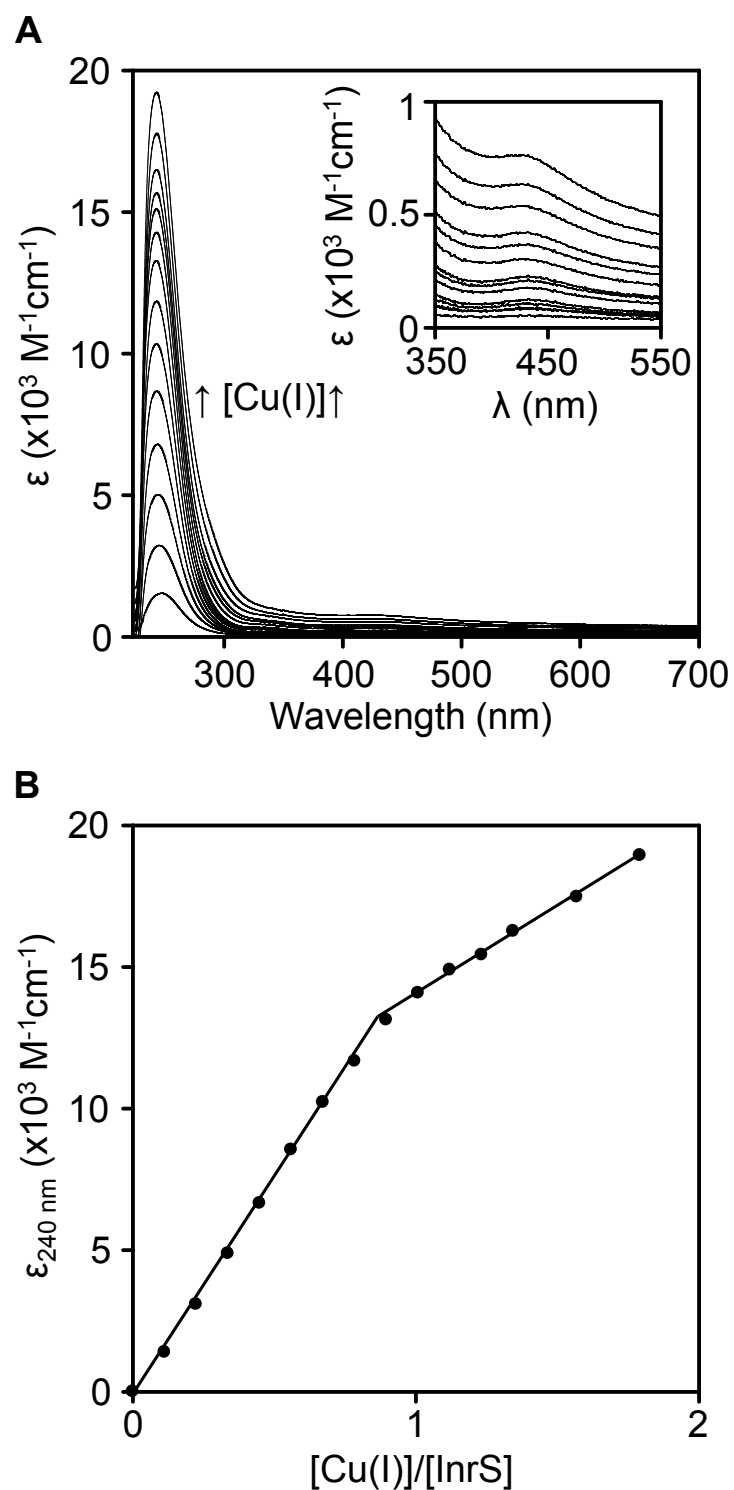 A
ε (x10³ M⁻¹cm⁻¹)
20
15
10
5
0
300 400 500 600 700
Wavelength (nm)
↑ [Cu(I)]↑
ε (x10³ M⁻¹cm⁻¹)
1
0.5
0
350 450 550
λ (nm)
B
ε240 nm (x10³ M⁻¹cm⁻¹)
20
15
10
5
0
0 1 2
[Cu(I)]/[InrS]